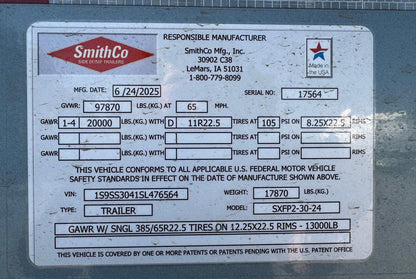 SmithCo
SIDE DUMP TRAILERS
RESPONSIBLE MANUFACTURER
SmithCo Mfg., Inc.
30902 C38
LeMars, IA 51031
1-800-779-8099
Made in
the USA
MFG. DATE: 6/24/2025 SERIAL NO: 17564
GVWR: 97870 LBS.(KG.) AT 65 MPH.
GAWR 1-4 20000 LBS.(KG.) WITH D 11R22.5 TIRES AT 105 PSI ON 8.25X22.5 RIMS
GAWR LBS.(KG.) WITH TIRES AT PSI ON RIMS
GAWR LBS.(KG.) WITH TIRES AT PSI ON RIMS
THIS VEHICLE CONFORMS TO ALL APPLICABLE U.S. FEDERAL MOTOR VEHICLE
SAFETY STANDARDS IN EFFECT ON THE DATE OF MANUFACTURE SHOWN ABOVE.
VIN: 1S9SS3041SL476564 WEIGHT: 17870 LBS.(KG.)
TYPE: TRAILER MODEL: SXFP2-30-24
GAWR W/ SNGL 385/65R22.5 TIRES ON 12.25X22.5 RIMS - 13000LB
THIS VEHICLE IS COVERED BY ONE OR MORE PATENTS OR PATENTS PENDING WITH THE U.S. PATENT OFFICE